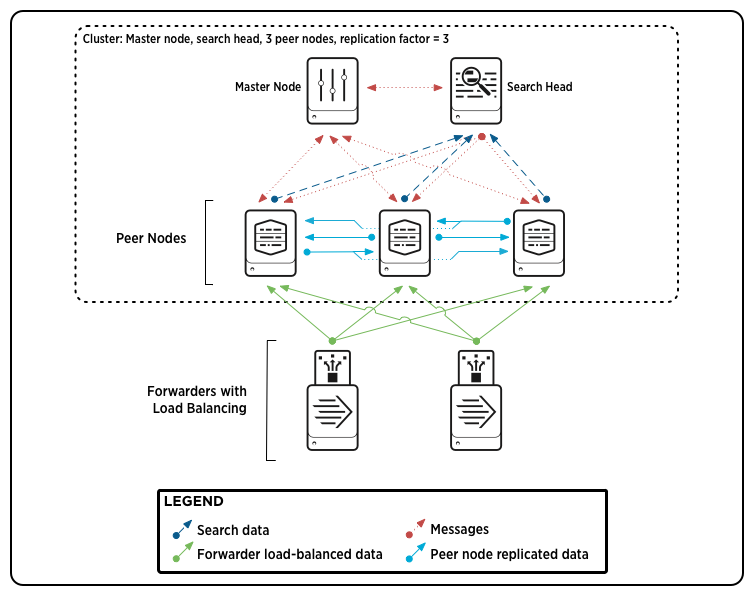 Cluster: Master node, search head, 3 peer nodes, replication factor = 3
Master Node
Search Head
Peer Nodes
Forwarders with
Load Balancing
LEGEND
Search data
Messages
Forwarder load-balanced data
Peer node replicated data